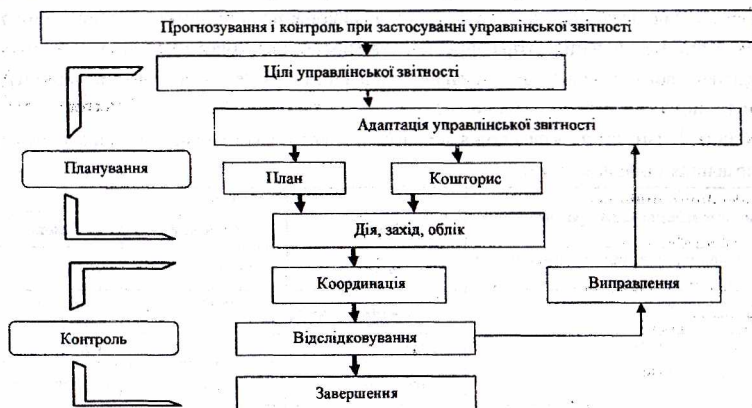 Прогнозування і контроль при застосуванні управлінської звітності
Цілі управлінської звітності
Адаптація управлінської звітності
Планування
План
Кошторис
Дія, захід, облік
Координація
Виправлення
Контроль
Відслідковування
Завершення